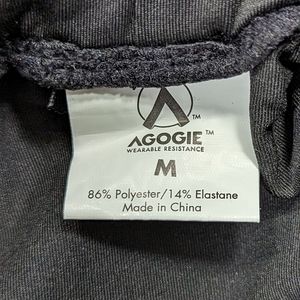 ™
AGOGIE™
WEARABLE RESISTANCE
M
86% Polyester/14% Elastane
Made in China